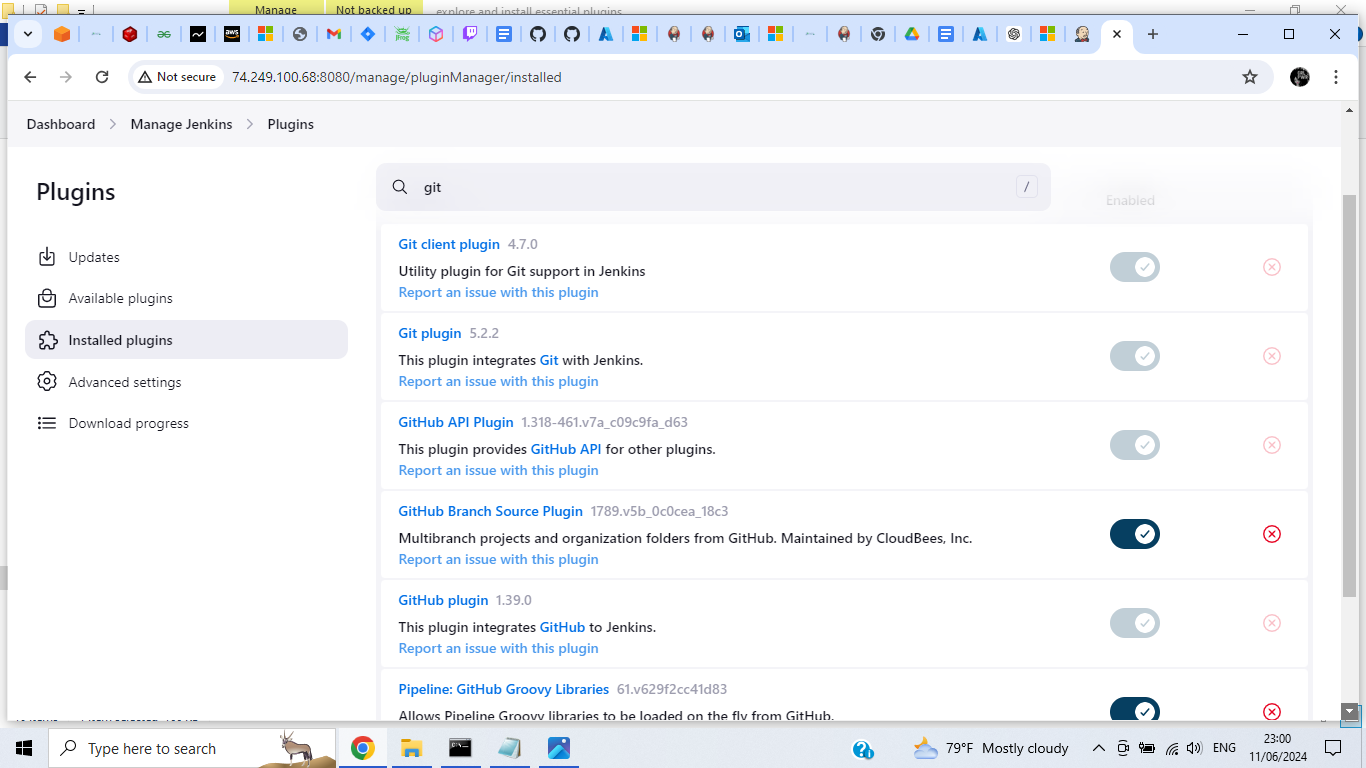 Manage
Not backed up
explore and install essential plugins
Not secure
74.249.100.68:8080/manage/pluginManager/installed
Dashboard
Manage Jenkins
Plugins
Plugins
Updates
Available plugins
Installed plugins
Advanced settings
Download progress
git
/
Enabled
Git client plugin 4.7.0
Utility plugin for Git support in Jenkins
Report an issue with this plugin
Git plugin 5.2.2
This plugin integrates Git with Jenkins.
Report an issue with this plugin
GitHub API Plugin 1.318-461.v7a_c09c9fa_d63
This plugin provides GitHub API for other plugins.
Report an issue with this plugin
GitHub Branch Source Plugin 1789.v5b_0c0cea_18c3
Multibranch projects and organization folders from GitHub. Maintained by CloudBees, Inc.
Report an issue with this plugin
GitHub plugin 1.39.0
This plugin integrates GitHub to Jenkins.
Report an issue with this plugin
Pipeline: GitHub Groovy Libraries 61.v629f2cc41d83
Allows Pipeline Groovy libraries to be loaded on the fly from GitHub.
Type here to search
79°F Mostly cloudy
ENG
23:00
11/06/2024